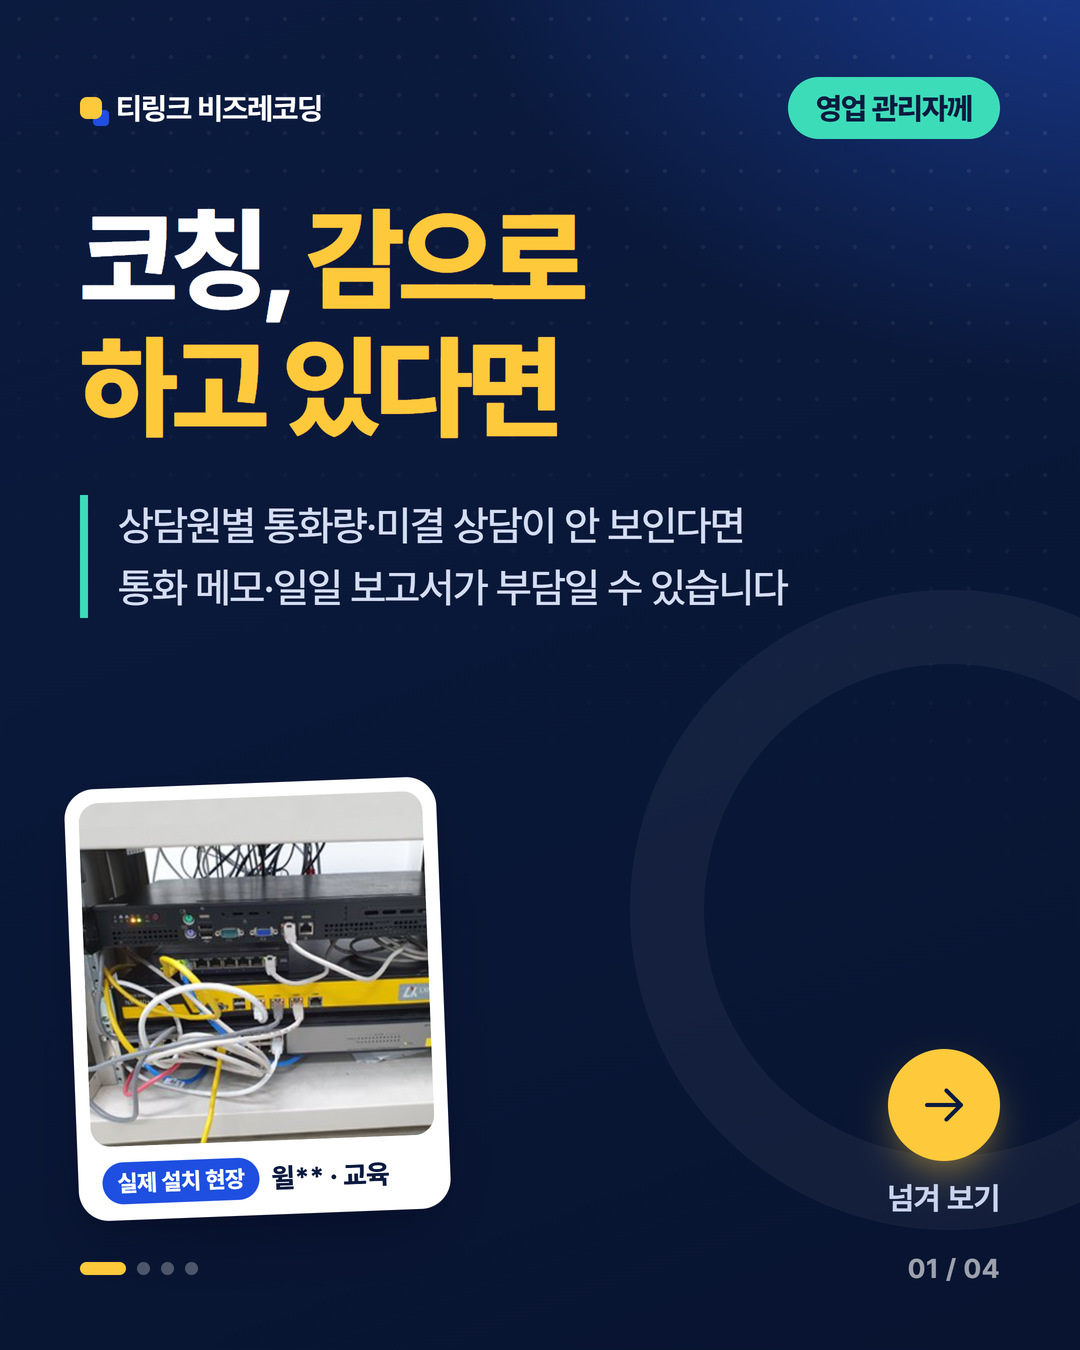 티링크 비즈레코딩
영업 관리자께
코칭, 감으로
하고 있다면
상담원별 통화량·미결 상담이 안 보인다면
통화 메모·일일 보고서가 부담일 수 있습니다
실제 설치 현장
윌** · 교육
넘겨 보기
01 / 04